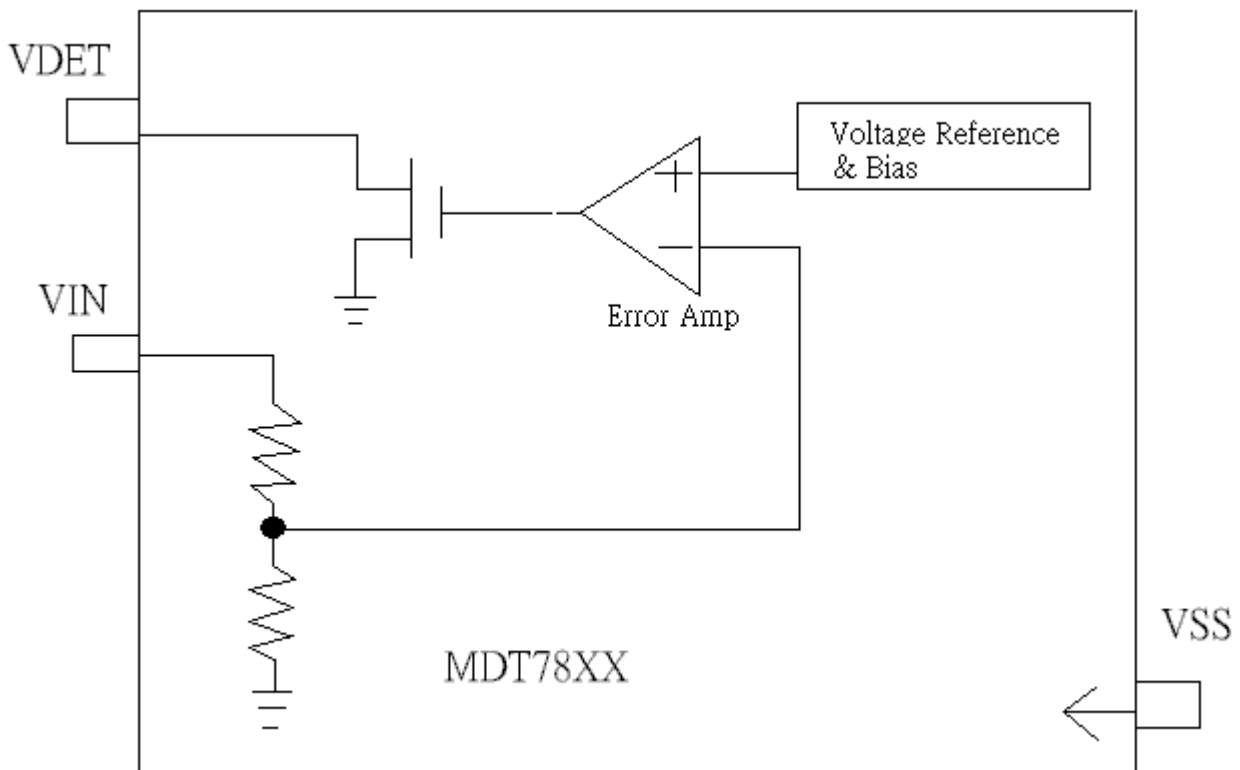 VDET
Voltage Reference
& Bias
+
−
VIN
Error Amp
VSS
MDT78XX